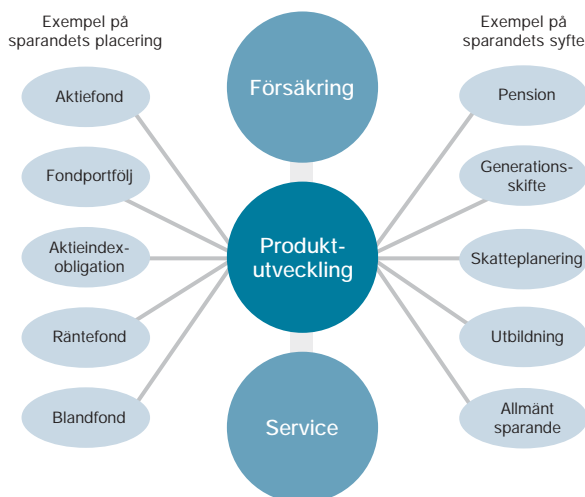 Exempel på
sparandets placering
Aktiefond
Fondportfölj
Aktieindex-
obligation
Räntefond
Blandfond
Försäkring
Produkt-
utveckling
Service
Exempel på
sparandets syfte
Pension
Generations-
skifte
Skatteplanering
Utbildning
Allmänt
sparande